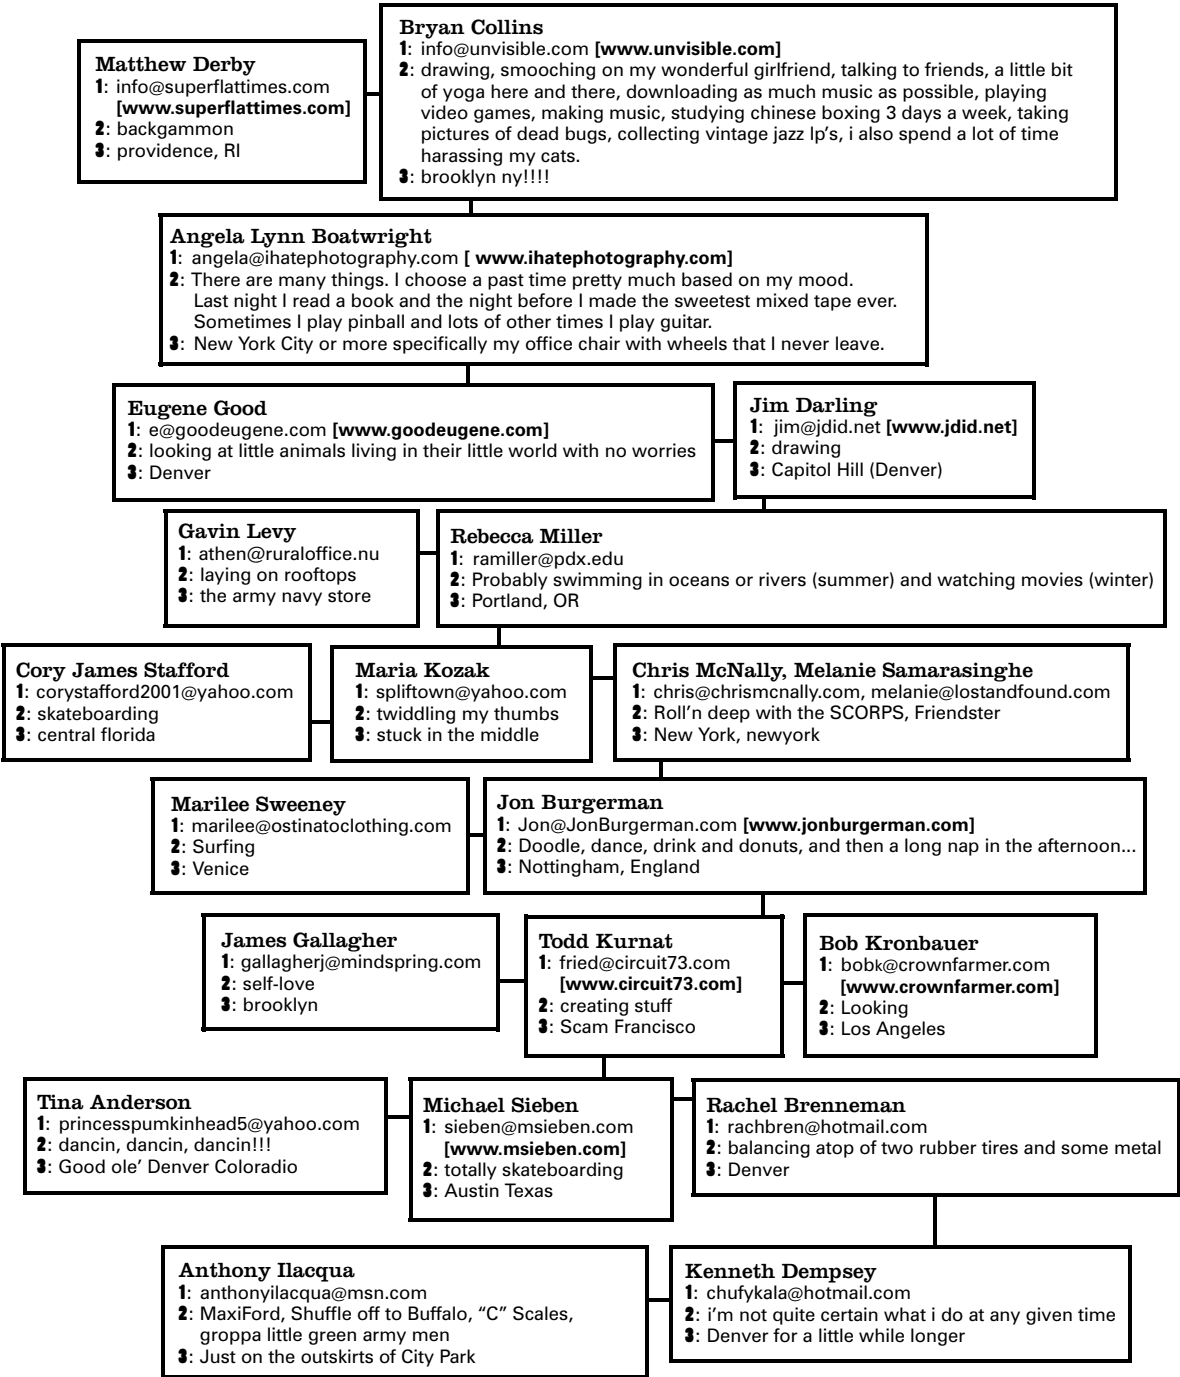 Matthew Derby
1: info@superflattimes.com
[www.superflattimes.com]
2: backgammon
3: providence, RI
Bryan Collins
1: info@unvisible.com [www.unvisible.com]
2: drawing, smooching on my wonderful girlfriend, talking to friends, a little bit
of yoga here and there, downloading as much music as possible, playing
video games, making music, studying chinese boxing 3 days a week, taking
pictures of dead bugs, collecting vintage jazz lp's, i also spend a lot of time
harassing my cats.
3: brooklyn ny!!!!
Angela Lynn Boatwright
1: angela@ihatephotography.com [ www.ihatephotography.com]
2: There are many things. I choose a past time pretty much based on my mood.
Last night I read a book and the night before I made the sweetest mixed tape ever.
Sometimes I play pinball and lots of other times I play guitar.
3: New York City or more specifically my office chair with wheels that I never leave.
Eugene Good
1: e@goodeugene.com [www.goodeugene.com]
2: looking at little animals living in their little world with no worries
3: Denver
Jim Darling
1: jim@jdid.net [www.jdid.net]
2: drawing
3: Capitol Hill (Denver)
Gavin Levy
1: athen@ruraloffice.nu
2: laying on rooftops
3: the army navy store
Rebecca Miller
1: ramiller@pdx.edu
2: Probably swimming in oceans or rivers (summer) and watching movies (winter)
3: Portland, OR
Cory James Stafford
1: corystafford2001@yahoo.com
2: skateboarding
3: central florida
Maria Kozak
1: spliftown@yahoo.com
2: twiddling my thumbs
3: stuck in the middle
Chris McNally, Melanie Samarasinghe
1: chris@chrismcnally.com, melanie@lostandfound.com
2: Roll'n deep with the SCORPS, Friendster
3: New York, newyork
Marilee Sweeney
1: marilee@ostinatoclothing.com
2: Surfing
3: Venice
Jon Burgerman
1: Jon@JonBurgerman.com [www.jonburgerman.com]
2: Doodle, dance, drink and donuts, and then a long nap in the afternoon...
3: Nottingham, England
James Gallagher
1: gallagherj@mindspring.com
2: self-love
3: brooklyn
Todd Kurnat
1: fried@circuit73.com
[www.circuit73.com]
2: creating stuff
3: Scam Francisco
Bob Kronbauer
1: bobk@crownfarmer.com
[www.crownfarmer.com]
2: Looking
3: Los Angeles
Tina Anderson
1: princesspumkinhead5@yahoo.com
2: dancin, dancin, dancin!!!
3: Good ole' Denver Coloradio
Michael Sieben
1: sieben@msieben.com
[www.msieben.com]
2: totally skateboarding
3: Austin Texas
Rachel Brenneman
1: rachbren@hotmail.com
2: balancing atop of two rubber tires and some metal
3: Denver
Anthony Ilacqua
1: anthonyilacqua@msn.com
2: MaxiFord, Shuffle off to Buffalo, “C” Scales,
groppa little green army men
3: Just on the outskirts of City Park
Kenneth Dempsey
1: chufykala@hotmail.com
2: i'm not quite certain what i do at any given time
3: Denver for a little while longer